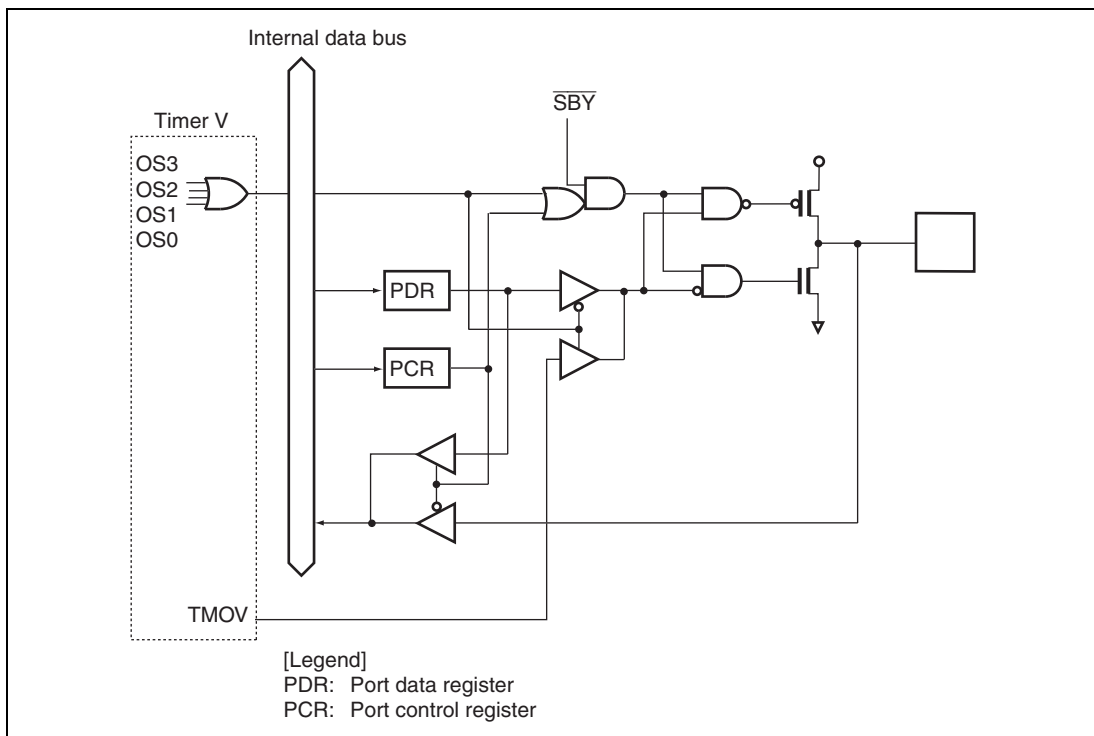 Internal data bus
SBY
Timer V
OS3
OS2
OS1
OS0
PDR
PCR
TMOV
[Legend]
PDR: Port data register
PCR: Port control register